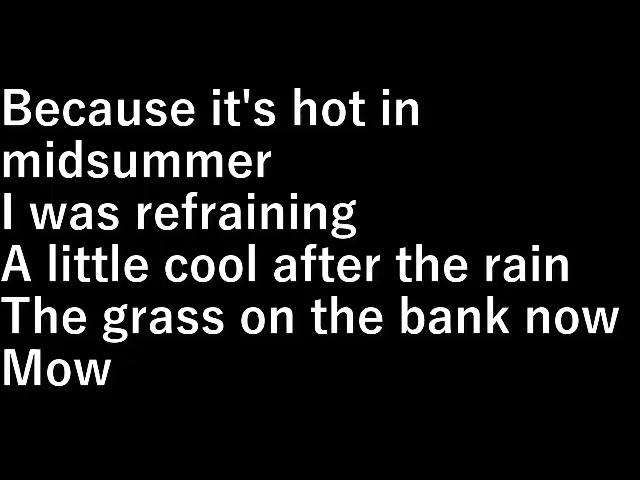 Because it's hot in
midsummer
I was refraining
A little cool after the rain
The grass on the bank now
Mow